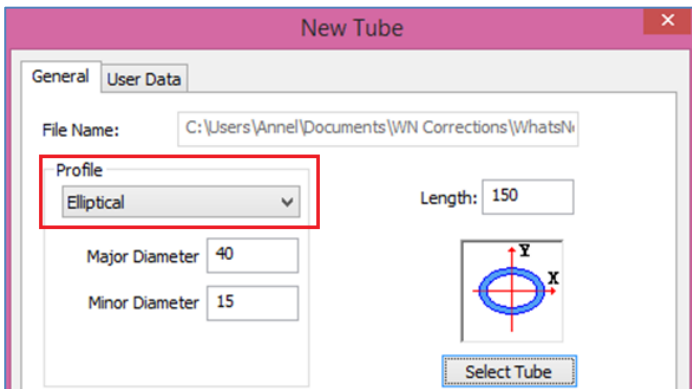 New Tube
General
User Data
File Name:
C:\Users\Annel\Documents\WN Corrections\WhatsN
Profile
Elliptical
Length: 150
Major Diameter 40
Minor Diameter 15
Y
X
Select Tube